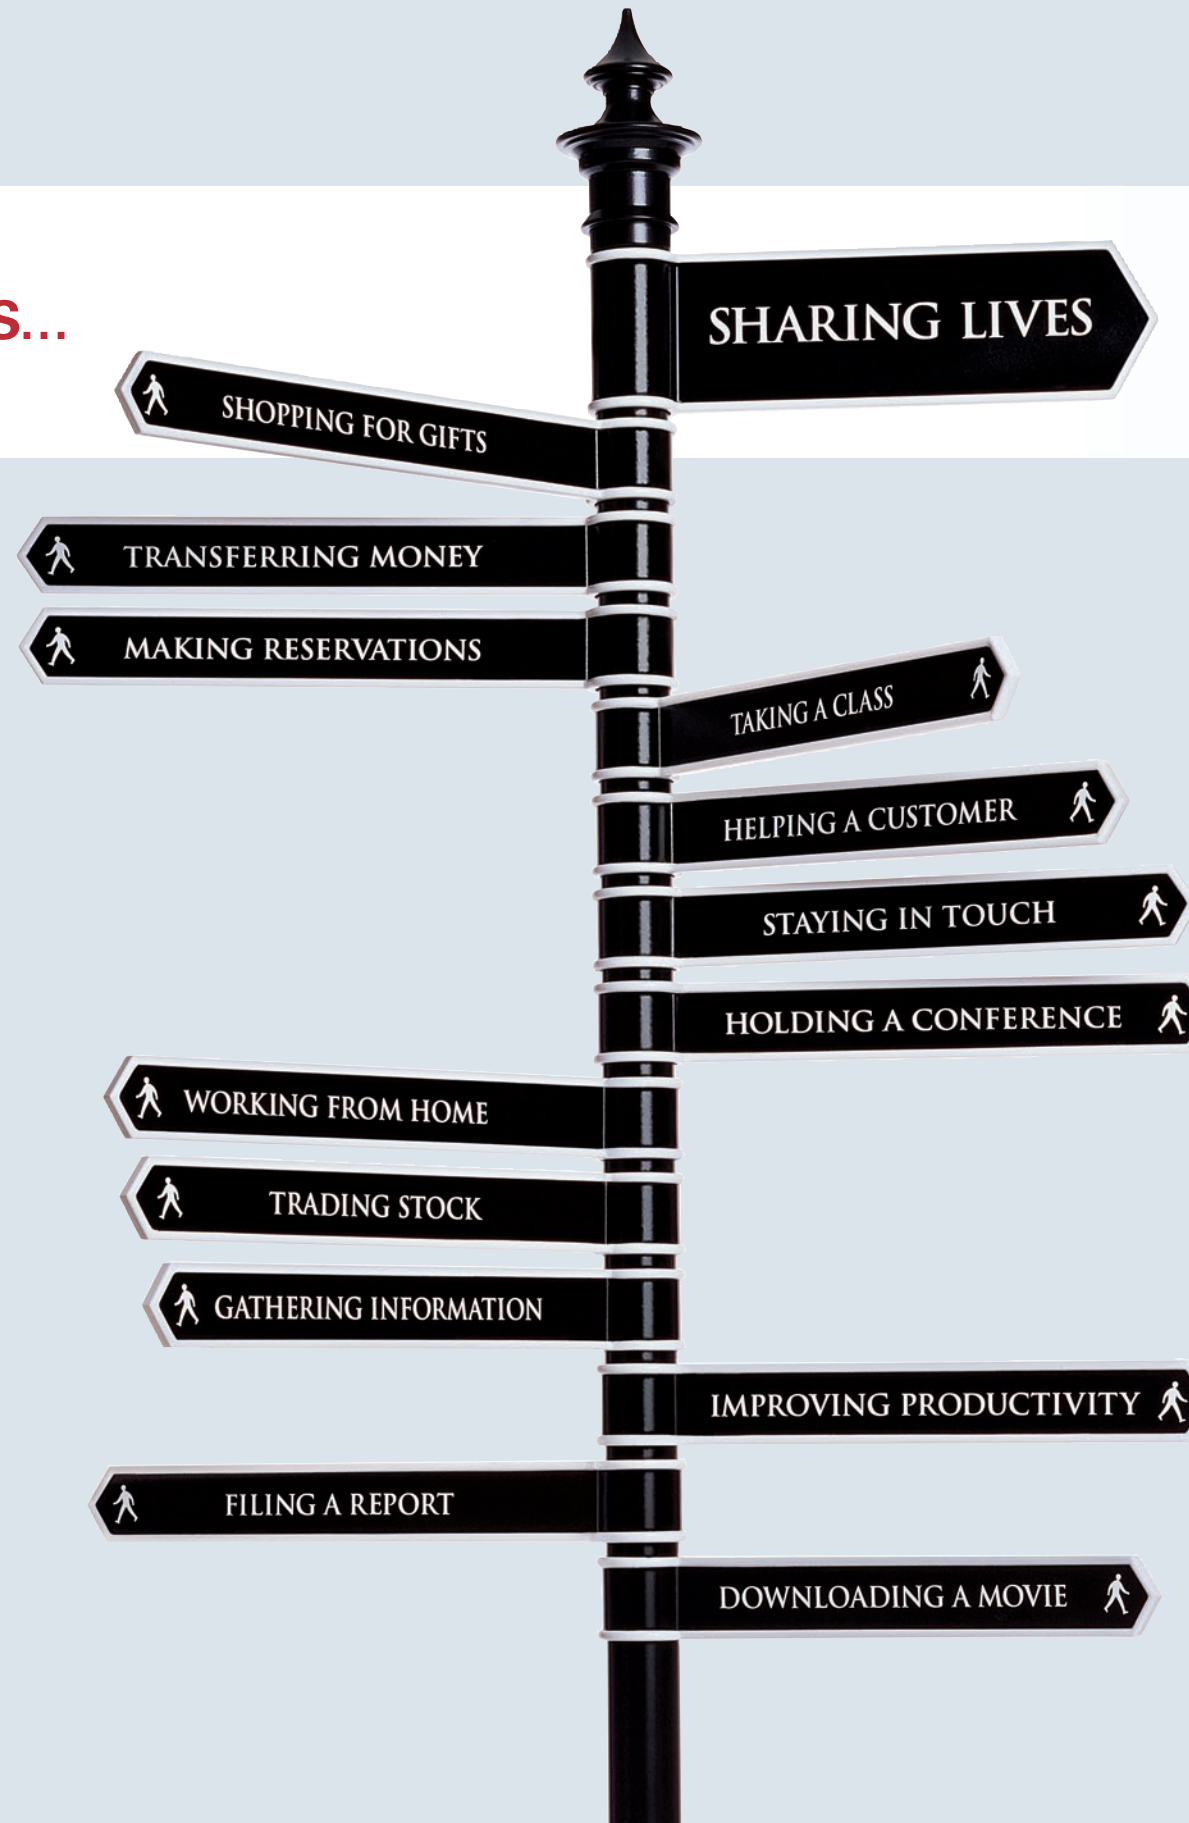 S...
SHARING LIVES
SHOPPING FOR GIFTS
TRANSFERRING MONEY
MAKING RESERVATIONS
TAKING A CLASS
HELPING A CUSTOMER
STAYING IN TOUCH
HOLDING A CONFERENCE
WORKING FROM HOME
TRADING STOCK
GATHERING INFORMATION
IMPROVING PRODUCTIVITY
FILING A REPORT
DOWNLOADING A MOVIE